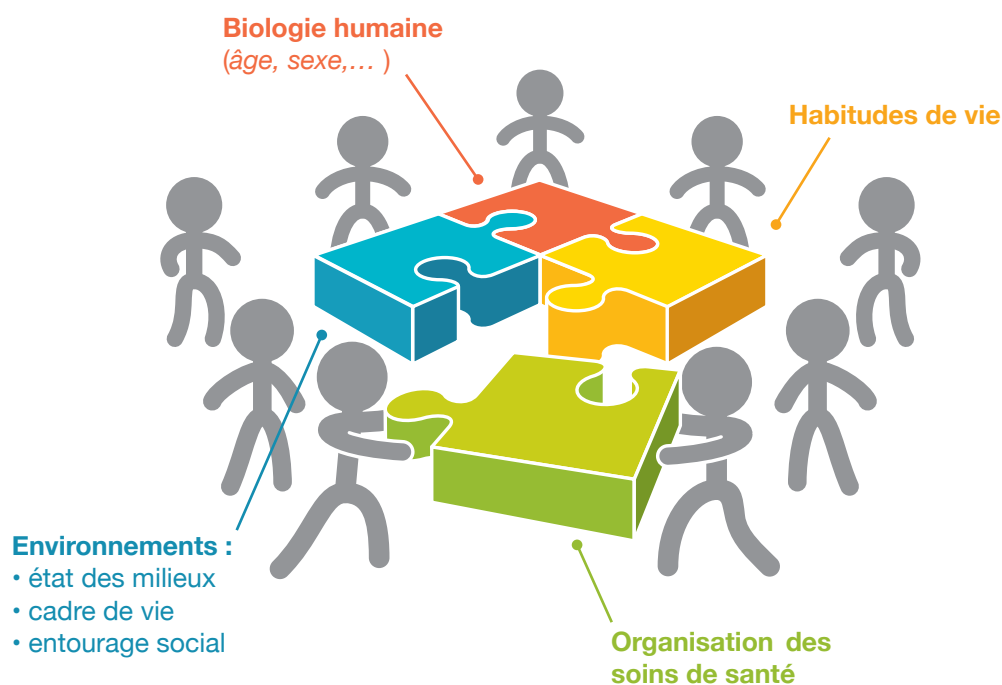 Biologie humaine
(âge, sexe,… )
Habitudes de vie
Environnements :
• état des milieux
• cadre de vie
• entourage social
Organisation des
soins de santé